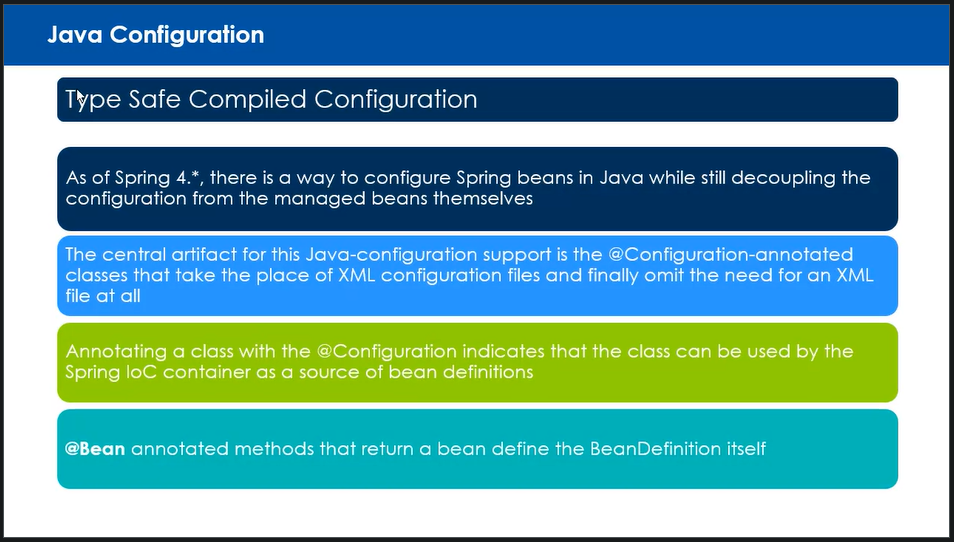 Java Configuration
Type Safe Compiled Configuration
As of Spring 4.*, there is a way to configure Spring beans in Java while still decoupling the
configuration from the managed beans themselves
The central artifact for this Java-configuration support is the @Configuration-annotated
classes that take the place of XML configuration files and finally omit the need for an XML
file at all
Annotating a class with the @Configuration indicates that the class can be used by the
Spring IoC container as a source of bean definitions
@Bean annotated methods that return a bean define the BeanDefinition itself